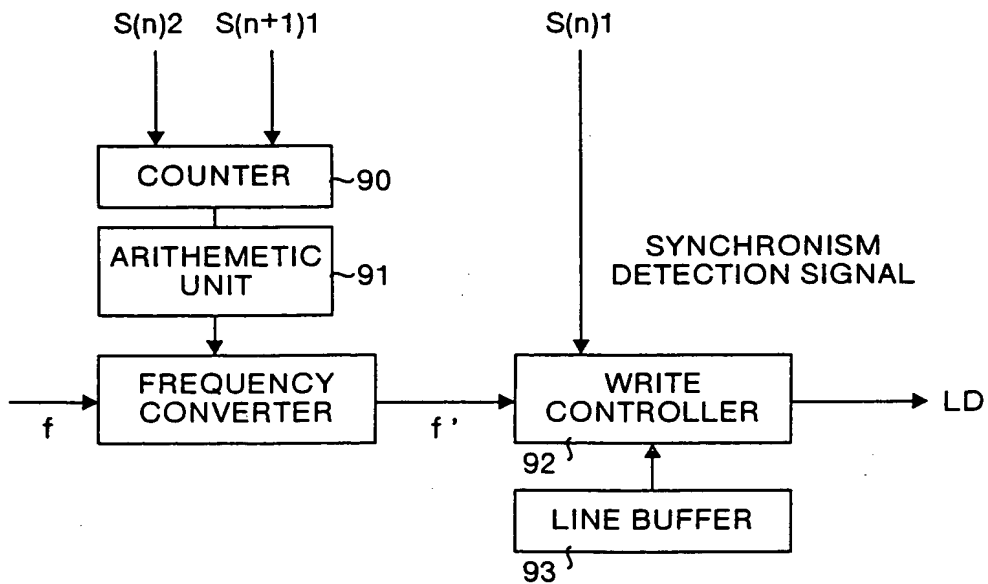 S(n)2 S(n+1)1 S(n)1
COUNTER
90
ARITHEMETIC
UNIT
91
SYNCHRONISM
DETECTION SIGNAL
FREQUENCY
CONVERTER
WRITE
CONTROLLER
f
f'
LD
92
LINE BUFFER
93